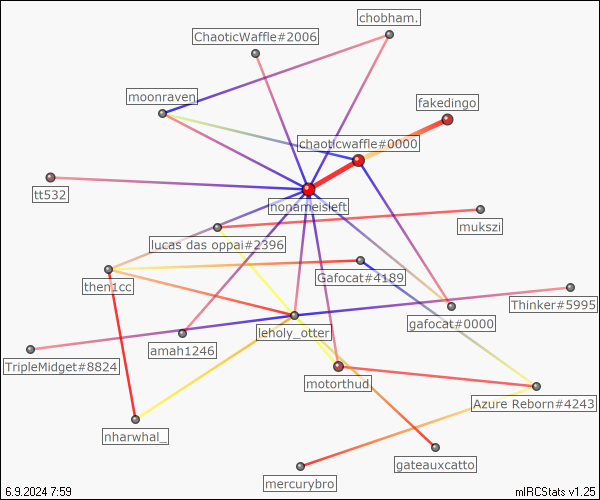 chobham.
ChaoticWaffle#2006
moonraven
fakedingo
chaoticwaffle#0000
tt532
nonameisleft
mukszi
lucas das oppai#2396
then1cc
Gafocat#4189
Thinker#5995
gafocat#0000
leholy_otter
amah1246
TripleMidget#8824
motorthud
Azure Reborn#4243
nharwhal_
gateauxcatto
mercurybro
6.9.2024 7:59
mIRCStats v1.25